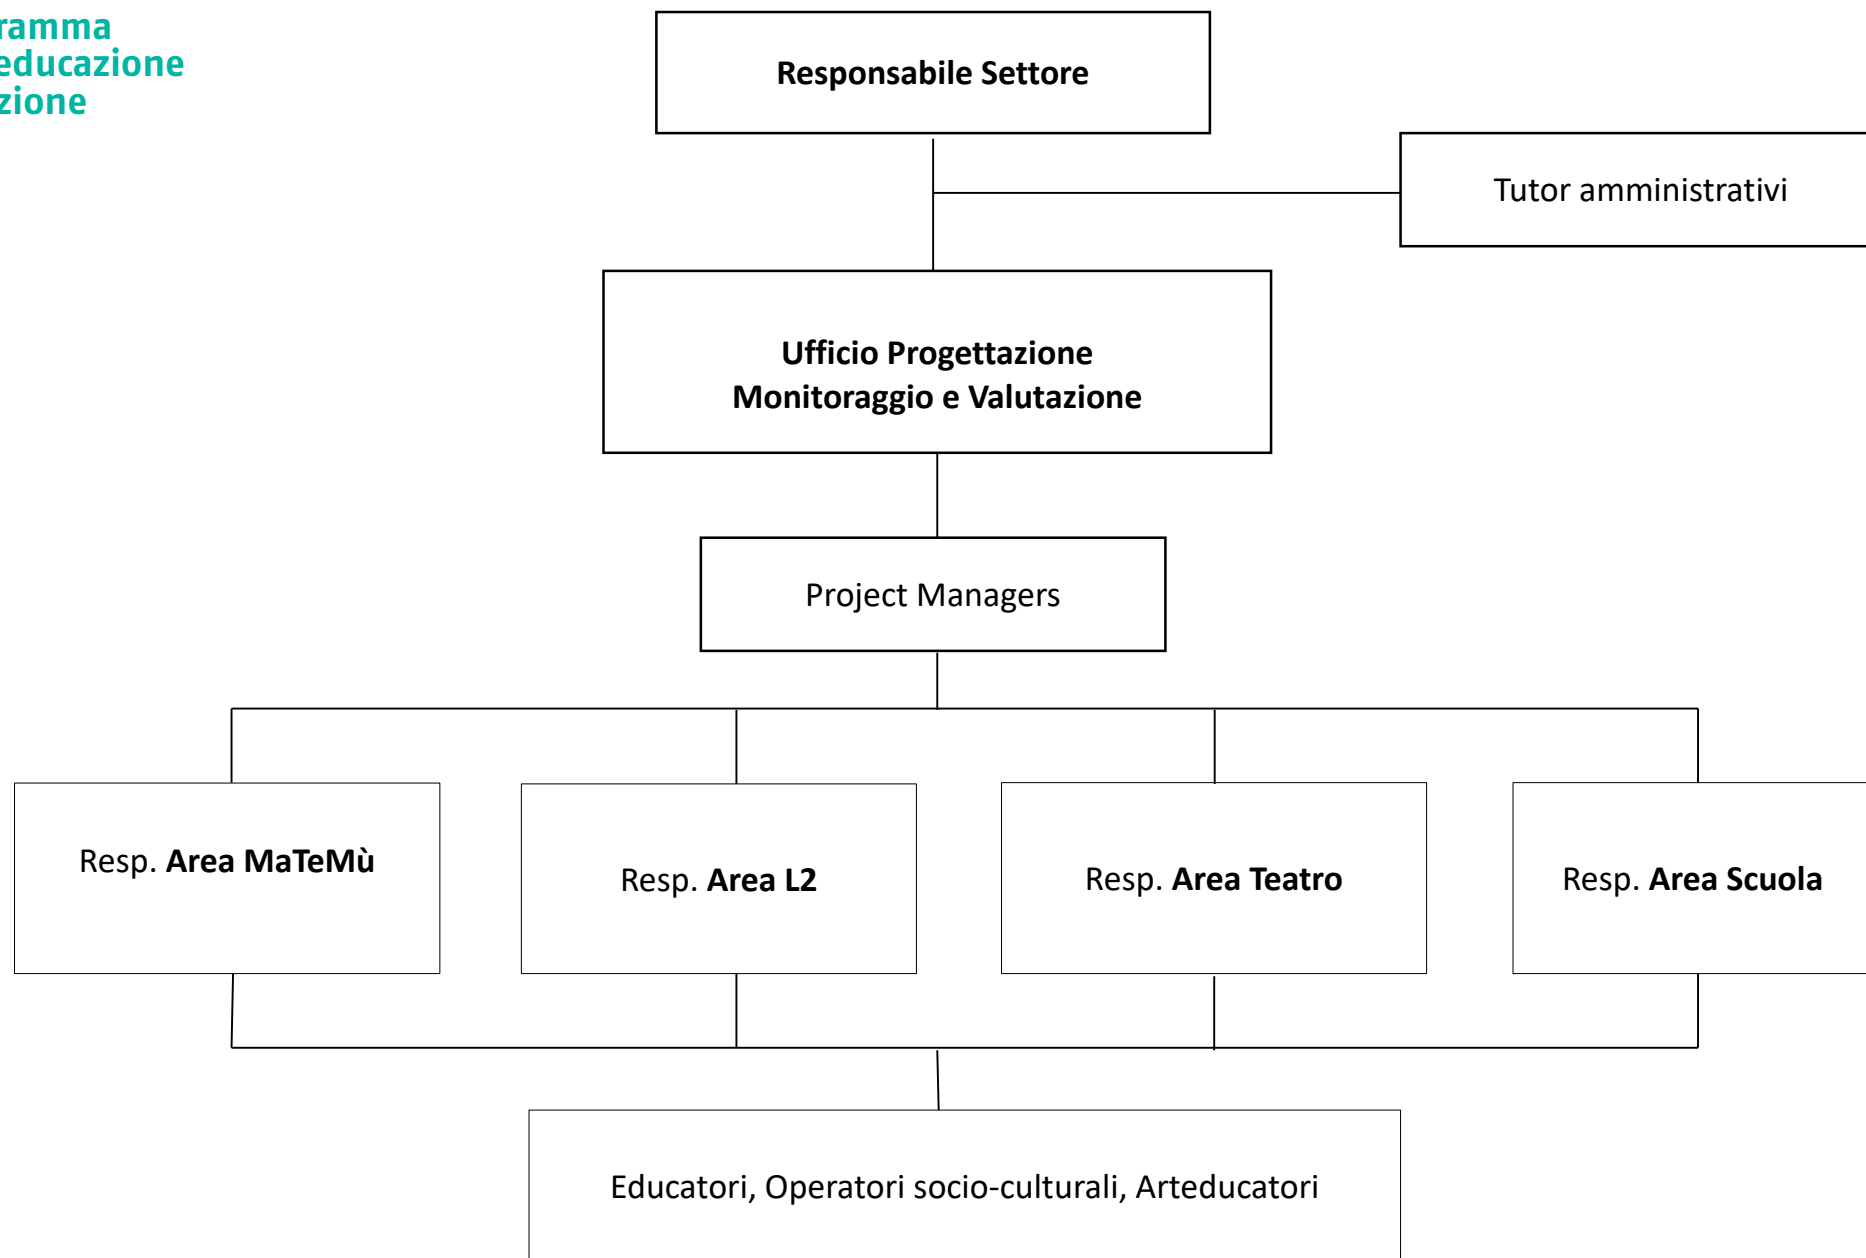 ramma
educazione
zione
Responsabile Settore
Tutor amministrativi
Ufficio Progettazione
Monitoraggio e Valutazione
Project Managers
Resp. Area MaTeMù
Resp. Area L2
Resp. Area Teatro
Resp. Area Scuola
Educatori, Operatori socio-culturali, Arteducatori